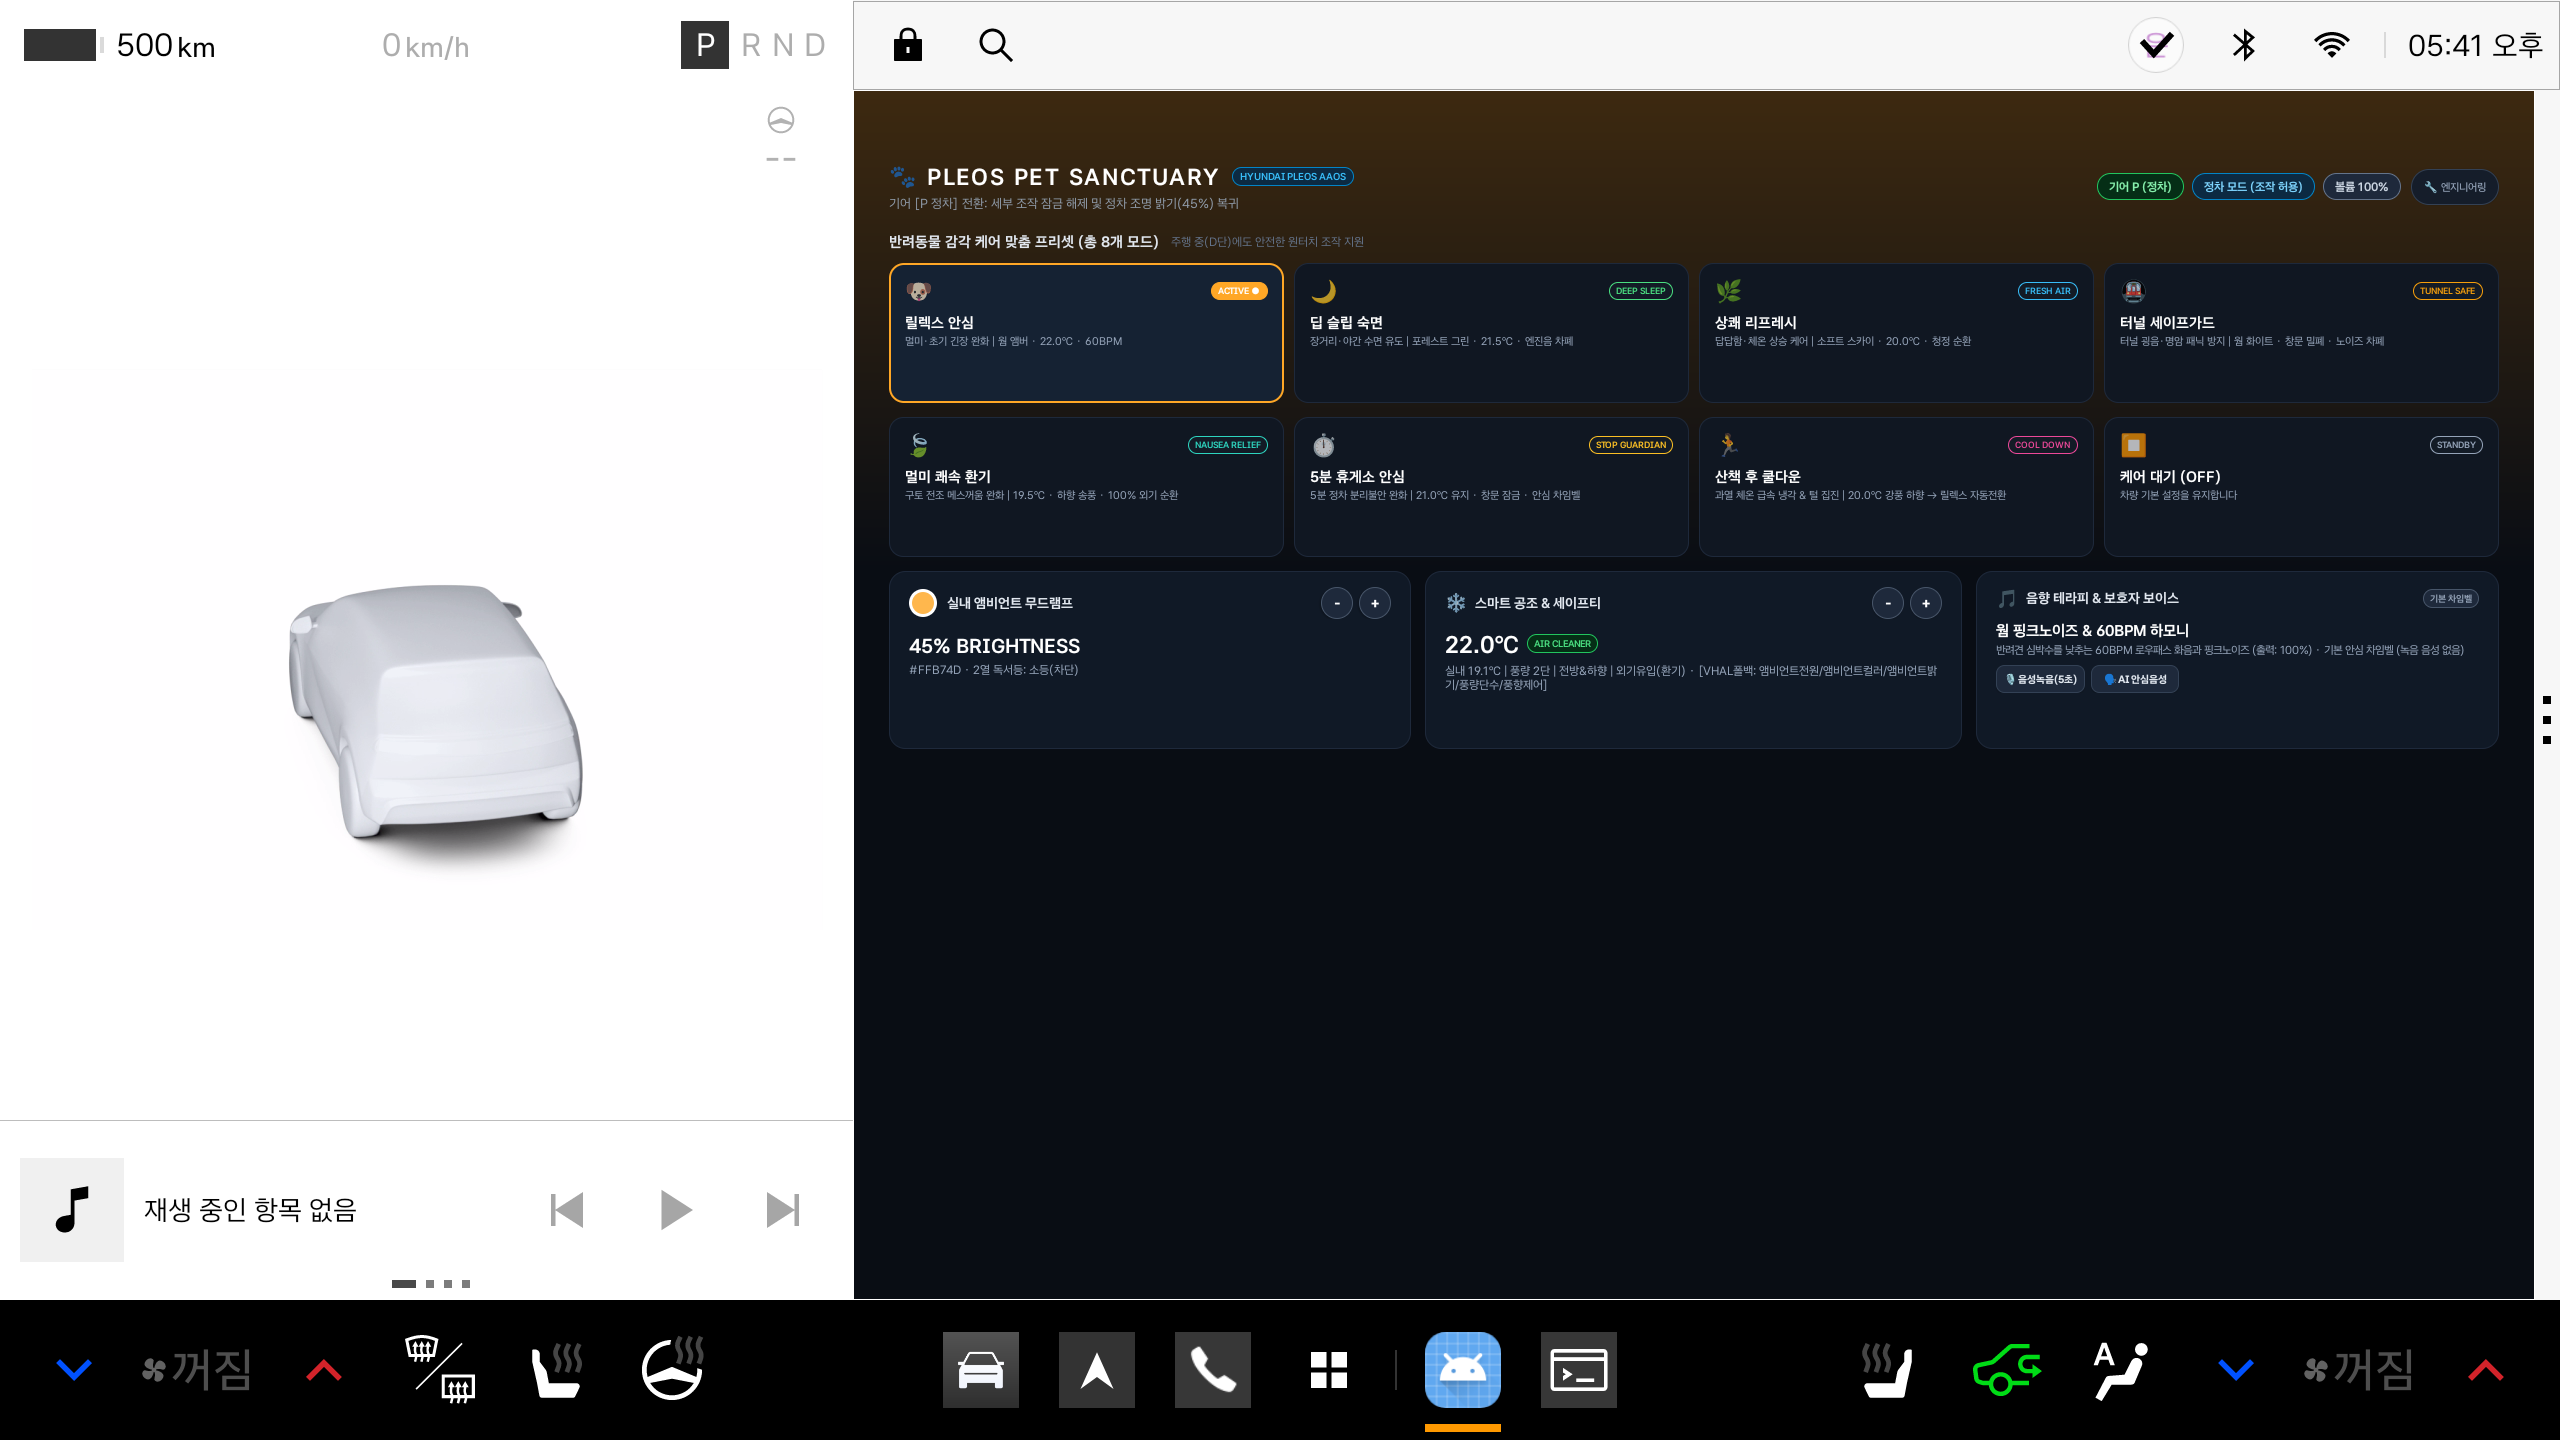 500 km
0 km/h
P R N D
05:41 오후
PLEOS PET SANCTUARY
HYUNDAI PLEOS AAOS
기어 [P 정차] 전환: 세부 조작 잠금 해제 및 정차 조명 밝기(45%) 복귀
기어 P (정차)
정차 모드 (조작 허용)
볼륨 100%
엔지니어링
반려동물 감각 케어 맞춤 프리셋 (총 8개 모드)
주행 중(D단)에도 안전한 원터치 조작 지원
ACTIVE ●
릴렉스 안심
멀미·초기 긴장 완화 | 웜 앰버 · 22.0°C · 60BPM
DEEP SLEEP
딥 슬립 숙면
장거리·야간 수면 유도 | 포레스트 그린 · 21.5°C · 엔진음 차폐
FRESH AIR
상쾌 리프레시
답답함·체온 상승 케어 | 소프트 스카이 · 20.0°C · 청정 순환
TUNNEL SAFE
터널 세이프가드
터널 굉음·명암 패닉 방지 | 웜 화이트 · 창문 밀폐 · 노이즈 차폐
NAUSEA RELIEF
멀미 쾌속 환기
구토 전조 메스꺼움 완화 | 19.5°C · 하향 송풍 · 100% 외기 순환
STOP GUARDIAN
5분 휴게소 안심
5분 정차 분리불안 완화 | 21.0°C 유지 · 창문 잠금 · 안심 차임벨
COOL DOWN
산책 후 쿨다운
과열 체온 급속 냉각 & 털 집진 | 20.0°C 강풍 하향 → 릴렉스 자동전환
STANDBY
케어 대기 (OFF)
차량 기본 설정을 유지합니다
실내 앰비언트 무드램프
- +
45% BRIGHTNESS
#FFB74D · 2열 독서등: 소등(차단)
스마트 공조 & 세이프티
- +
22.0°C
AIR CLEANER
실내 19.1°C | 풍량 2단 | 전방&하향 | 외기유입(환기) · [VHAL폴백: 앰비언트전원/앰비언트컬러/앰비언트밝
기/풍량단수/풍향제어]
음향 테라피 & 보호자 보이스
기본 차임벨
웜 핑크노이즈 & 60BPM 하모니
반려견 심박수를 낮추는 60BPM 로우패스 화음과 핑크노이즈 (출력: 100%) · 기본 안심 차임벨 (녹음 음성 없음)
음성녹음(5초)
AI 안심음성
재생 중인 항목 없음
꺼짐
A
꺼짐